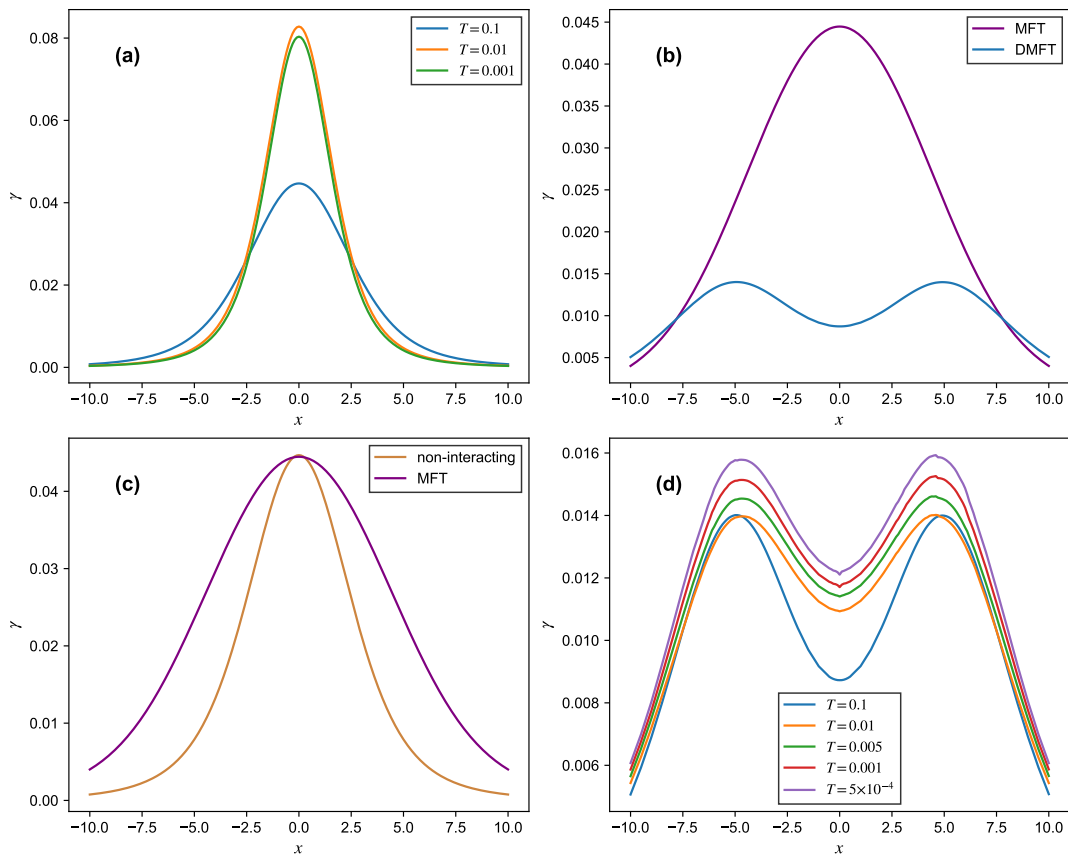 (a)
T = 0.1
T = 0.01
T = 0.001
0.08
0.06
0.04
0.02
0.00
γ
−10.0 −7.5 −5.0 −2.5 0.0 2.5 5.0 7.5 10.0
x
(b)
MFT
DMFT
0.045
0.040
0.035
0.030
0.025
0.020
0.015
0.010
0.005
γ
−10.0 −7.5 −5.0 −2.5 0.0 2.5 5.0 7.5 10.0
x
(c)
non-interacting
MFT
0.04
0.03
0.02
0.01
0.00
γ
−10.0 −7.5 −5.0 −2.5 0.0 2.5 5.0 7.5 10.0
x
(d)
0.016
0.014
0.012
0.010
0.008
0.006
γ
T = 0.1
T = 0.01
T = 0.005
T = 0.001
T = 5×10⁻⁴
−10.0 −7.5 −5.0 −2.5 0.0 2.5 5.0 7.5 10.0
x